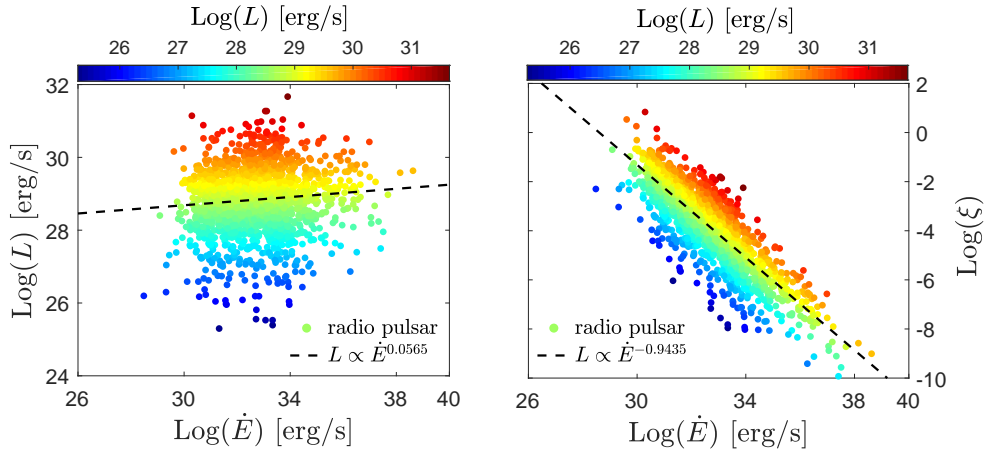 Log(L) [erg/s]
26 27 28 29 30 31
32
30
28
26
24
Log(L) [erg/s]
radio pulsar
L ∝ Ė^0.0565
26 30 34 38 40
Log(Ė) [erg/s]
Log(L) [erg/s]
26 27 28 29 30 31
2
0
-2
-4
-6
-8
-10
Log(ξ)
radio pulsar
L ∝ Ė^−0.9435
26 30 34 38 40
Log(Ė) [erg/s]